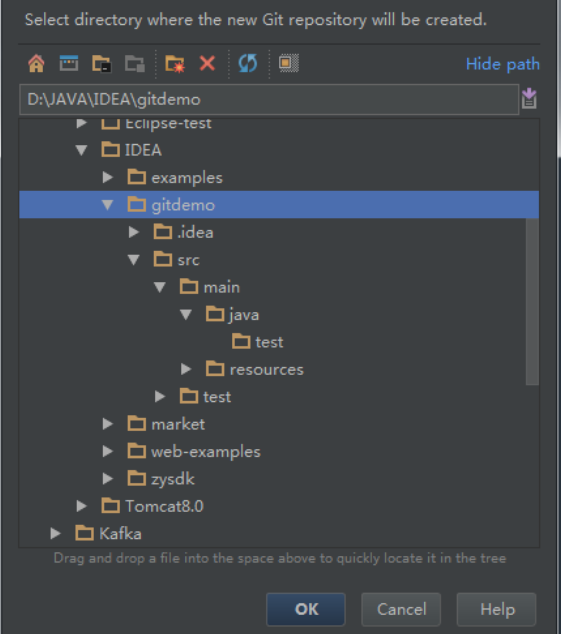 Select directory where the new Git repository will be created.
Hide path
D:\JAVA\IDEA\gitdemo
Eclipse-test
IDEA
examples
gitdemo
.idea
src
main
java
test
resources
test
market
web-examples
zysdk
Tomcat8.0
Kafka
Drag and drop a file into the space above to quickly locate it in the tree
OK Cancel Help